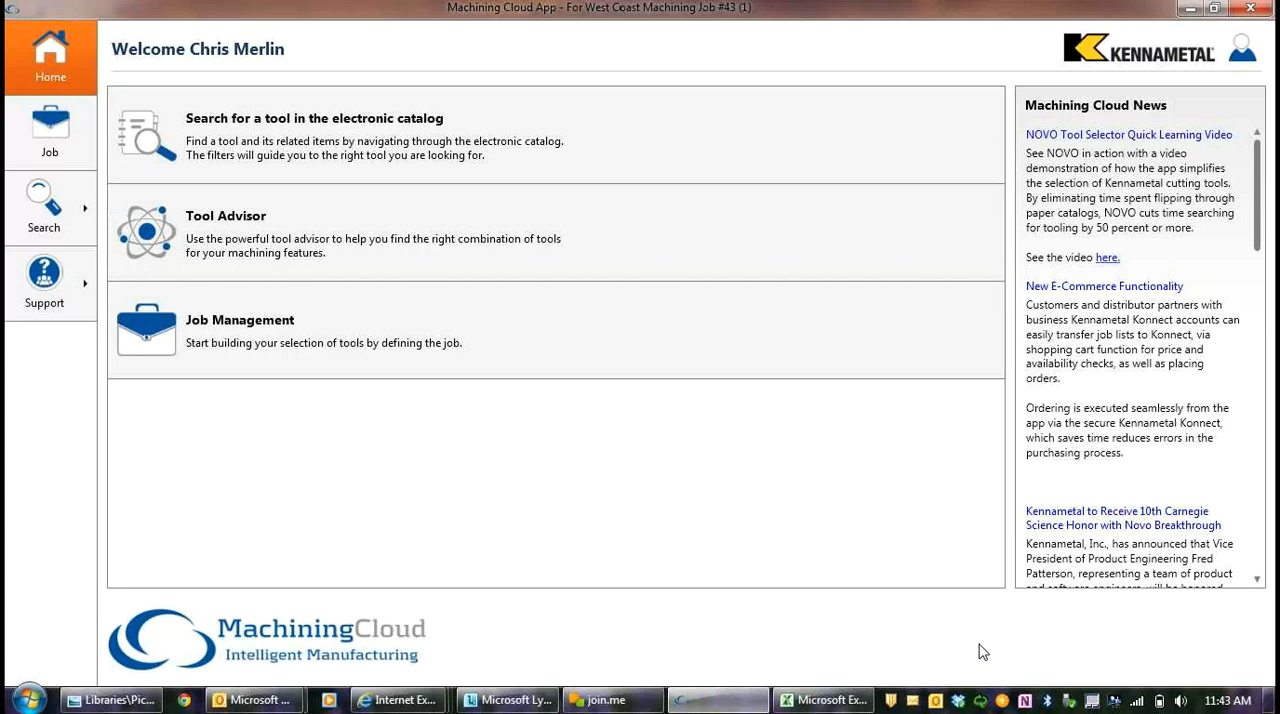 Machining Cloud App - For West Coast Machining Job #43 (1)
Home
Job
Search
Support
Welcome Chris Merlin
KENNAMETAL
Search for a tool in the electronic catalog
Find a tool and its related items by navigating through the electronic catalog.
The filters will guide you to the right tool you are looking for.
Tool Advisor
Use the powerful tool advisor to help you find the right combination of tools
for your machining features.
Job Management
Start building your selection of tools by defining the job.
Machining Cloud News
NOVO Tool Selector Quick Learning Video
See NOVO in action with a video
demonstration of how the app simplifies
the selection of Kennametal cutting tools.
By eliminating time spent flipping through
paper catalogs, NOVO cuts time searching
for tooling by 50 percent or more.
See the video here.
New E-Commerce Functionality
Customers and distributor partners with
business Kennametal Konnect accounts can
easily transfer job lists to Konnect, via
shopping cart function for price and
availability checks, as well as placing
orders.
Ordering is executed seamlessly from the
app via the secure Kennametal Konnect,
which saves time reduces errors in the
purchasing process.
Kennametal to Receive 10th Carnegie
Science Honor with Novo Breakthrough
Kennametal, Inc., has announced that Vice
President of Product Engineering Fred
Patterson, representing a team of product
and software engineers, will be honored
MachiningCloud
Intelligent Manufacturing
Libraries\Pic...
Microsoft ...
Internet Ex...
Microsoft Ly...
join.me
Microsoft Ex...
11:43 AM